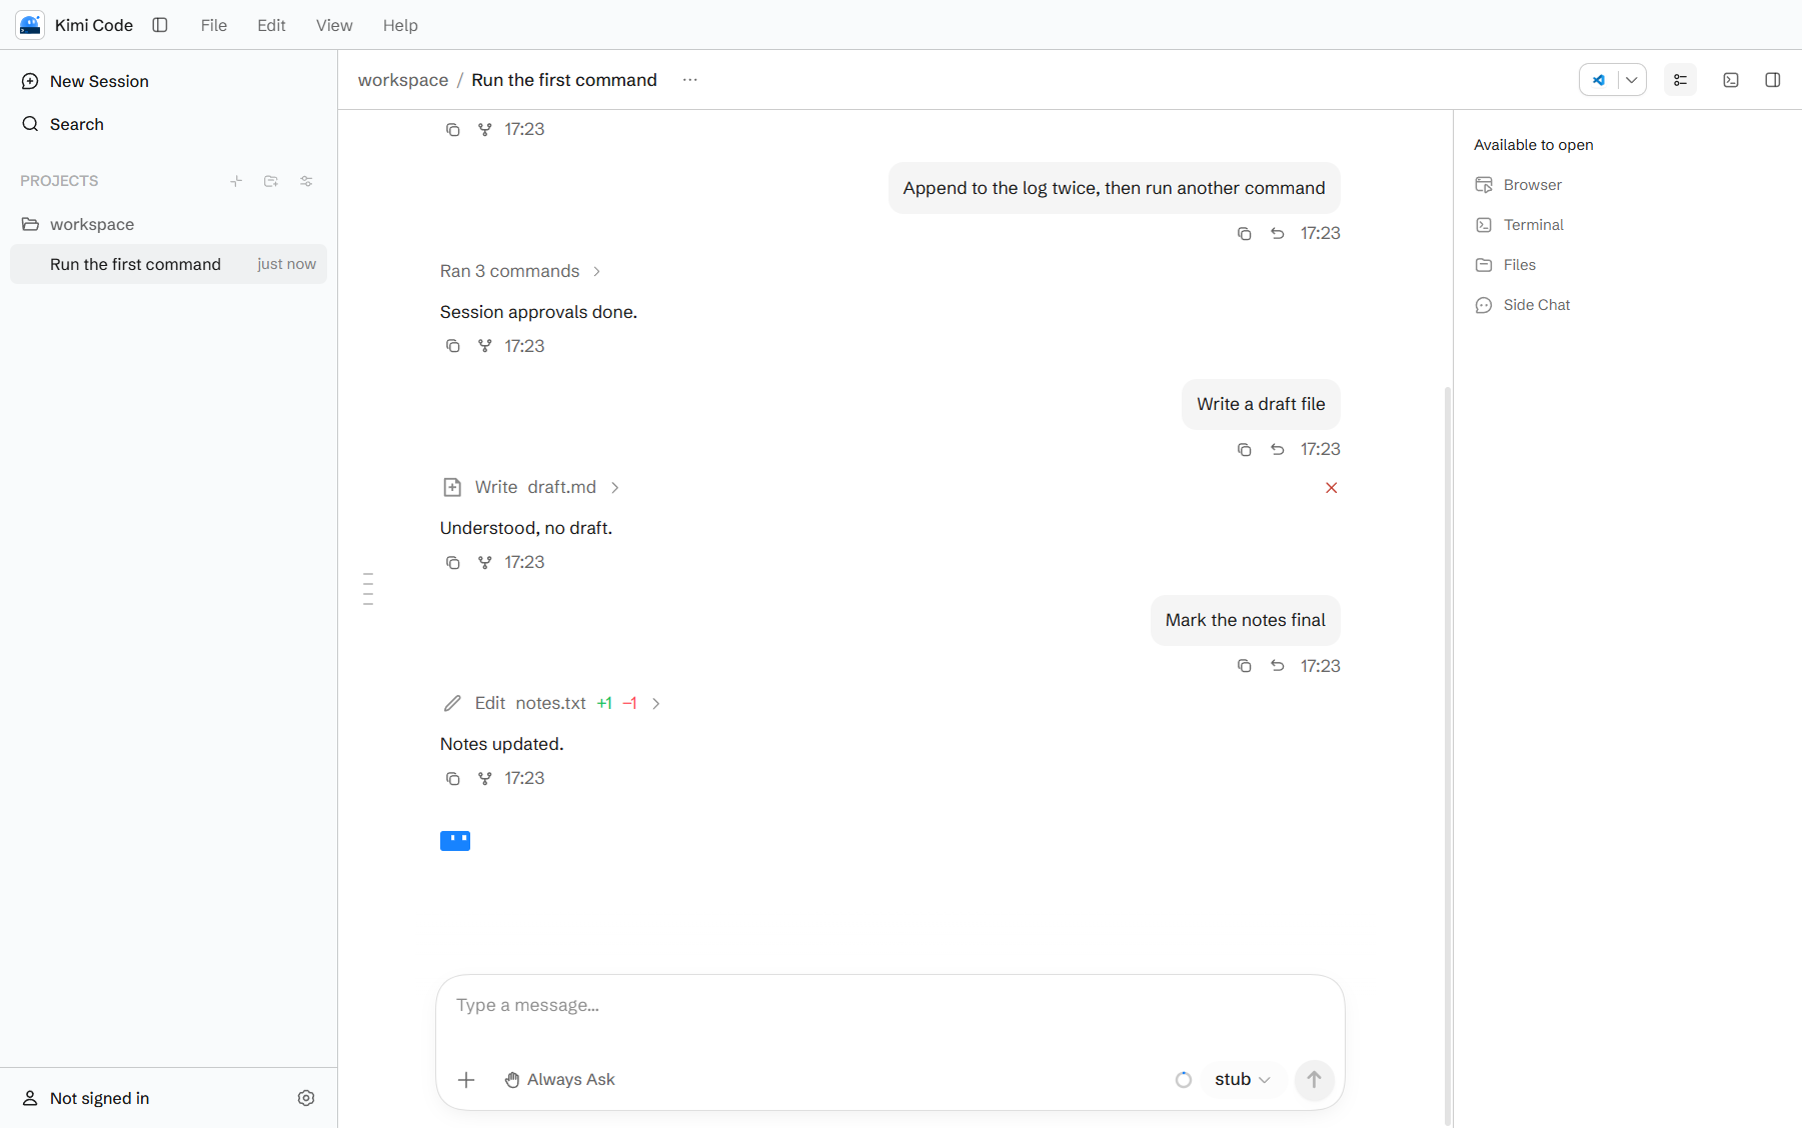 Kimi Code
File
Edit
View
Help
New Session
Search
PROJECTS
workspace
Run the first command
just now
Not signed in
workspace / Run the first command
17:23
Append to the log twice, then run another command
17:23
Ran 3 commands
Session approvals done.
17:23
Write a draft file
17:23
Write draft.md
Understood, no draft.
17:23
Mark the notes final
17:23
Edit notes.txt +1 −1
Notes updated.
17:23
Type a message...
Always Ask
stub
Available to open
Browser
Terminal
Files
Side Chat